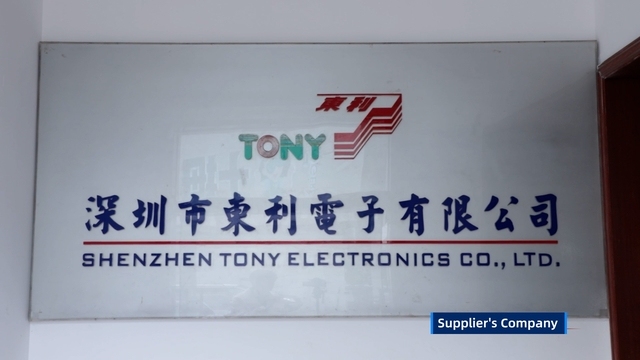 東利
TONY
深圳市東利電子有限公司
SHENZHEN TONY ELECTRONICS CO., LTD.
Supplier's Company